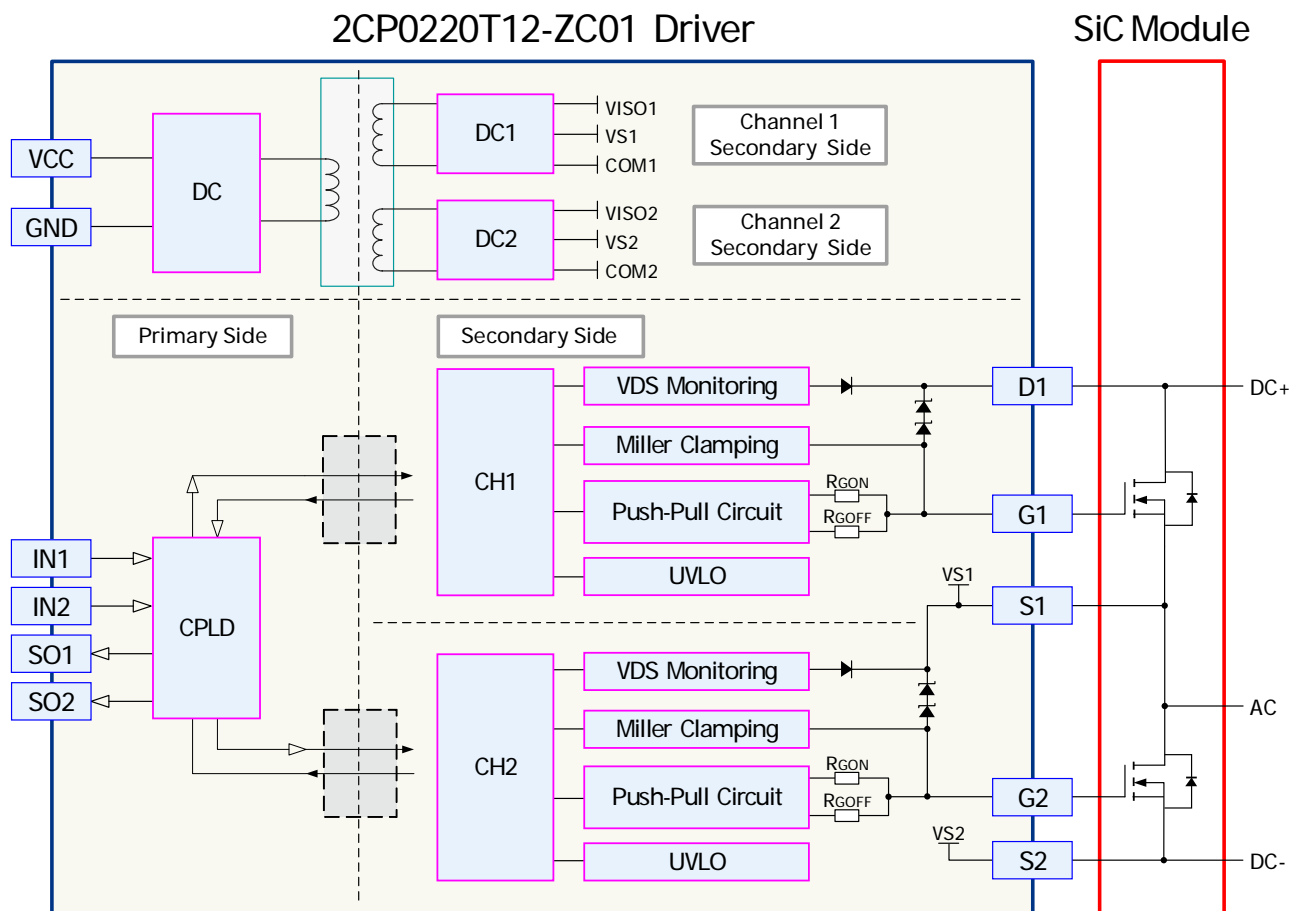 2CP0220T12-ZC01 Driver
SiC Module
VCC
GND
DC
DC1
VISO1
VS1
COM1
Channel 1
Secondary Side
DC2
VISO2
VS2
COM2
Channel 2
Secondary Side
Primary Side
Secondary Side
CH1
VDS Monitoring
Miller Clamping
Push-Pull Circuit
UVLO
RGON
RGOFF
D1
DC+
G1
VS1
S1
IN1
IN2
SO1
SO2
CPLD
CH2
VDS Monitoring
Miller Clamping
Push-Pull Circuit
UVLO
RGON
RGOFF
AC
G2
VS2
S2
DC-